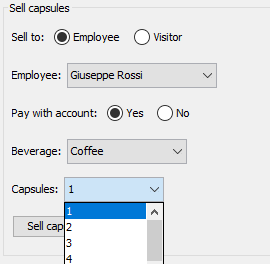 Sell capsules
Sell to: Employee Visitor
Employee: Giuseppe Rossi
Pay with account: Yes No
Beverage: Coffee
Capsules: 1
1
Sell cap
2
3
4